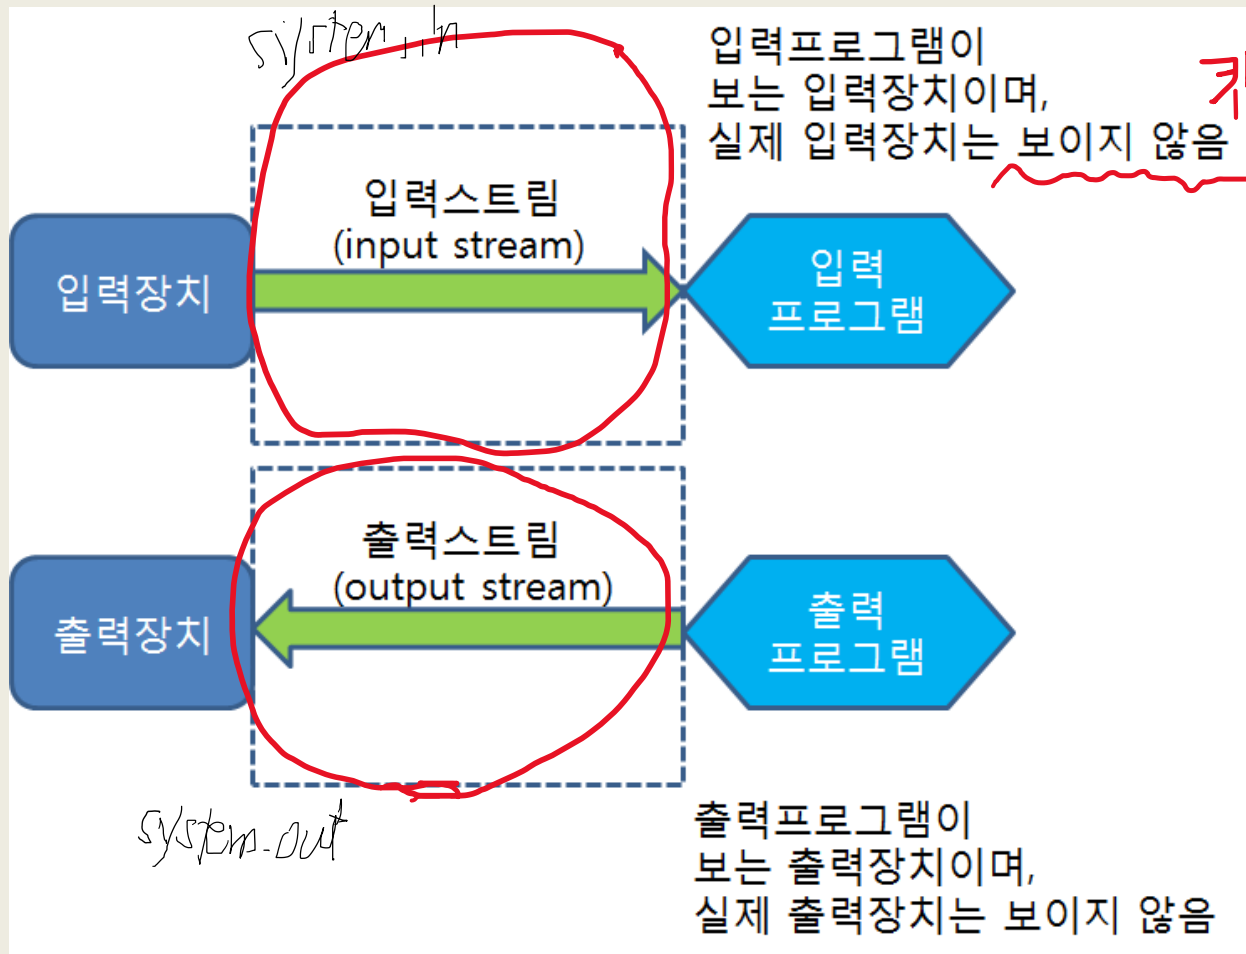 system.in
입력프로그램이
보는 입력장치이며,
실제 입력장치는 보이지 않음
입력스트림
(input stream)
입력장치
입력
프로그램
출력스트림
(output stream)
출력장치
출력
프로그램
system.out
출력프로그램이
보는 출력장치이며,
실제 출력장치는 보이지 않음